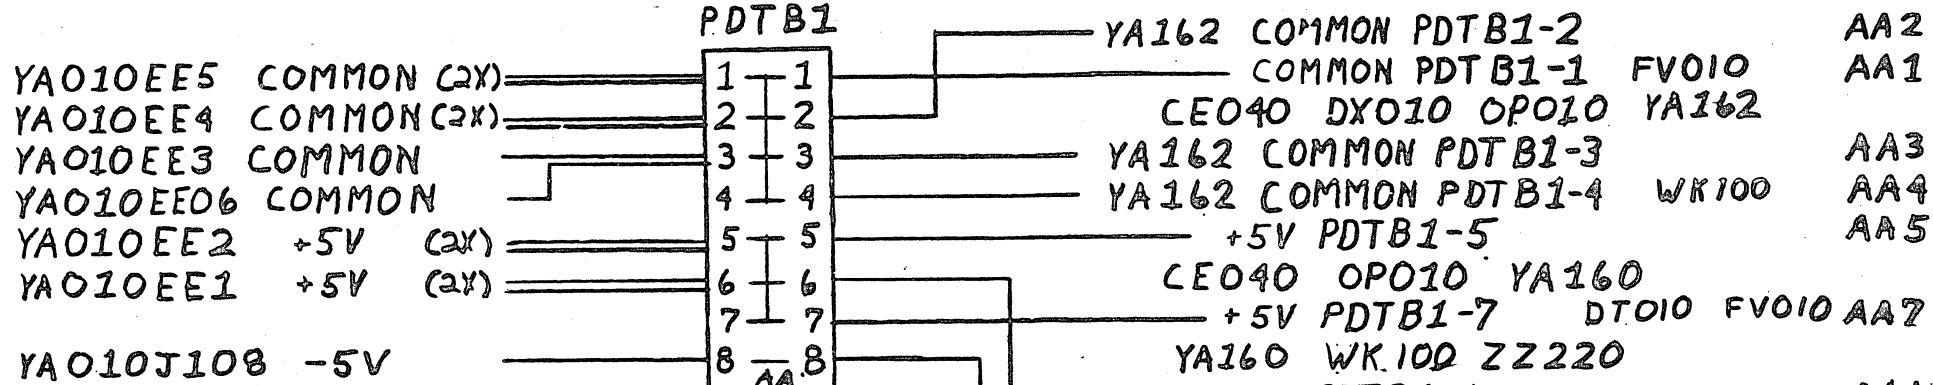 PDTB1
YA162 COMMON PDTB1-2 AA2
YA010EE5 COMMON (2X) 1 1 COMMON PDTB1-1 FV010 AA1
YA010EE4 COMMON (2X) 2 2 CE040 DX010 OP010 YA162
YA010EE3 COMMON 3 3 YA162 COMMON PDTB1-3 AA3
YA010EE06 COMMON 4 4 YA162 COMMON PDTB1-4 WK100 AA4
YA010EE2 +5V (2X) 5 5 +5V PDTB1-5 AA5
YA010EE1 +5V (2X) 6 6 CE040 OP010 YA160
7 7 +5V PDTB1-7 DT010 FV010 AA7
YA010J108 -5V 8 8 YA160 WK100 ZZ220
AA